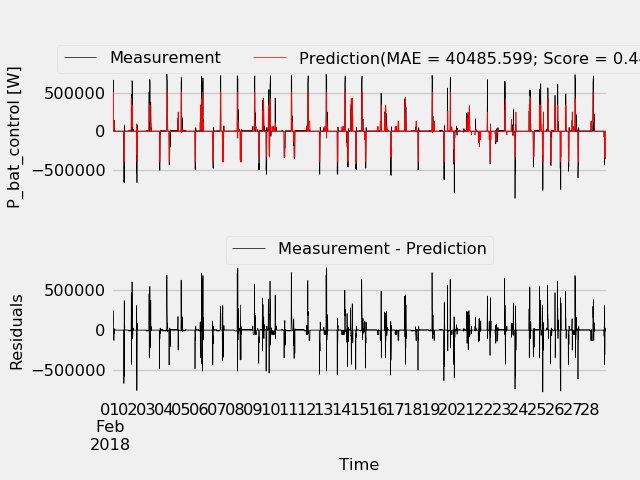 Measurement Prediction(MAE = 40485.599; Score = 0.4
P_bat_control [W]
500000
0
−500000
Measurement - Prediction
Residuals
500000
0
−500000
01020304050607080910111213141516171819202122232425262728
Feb
2018
Time